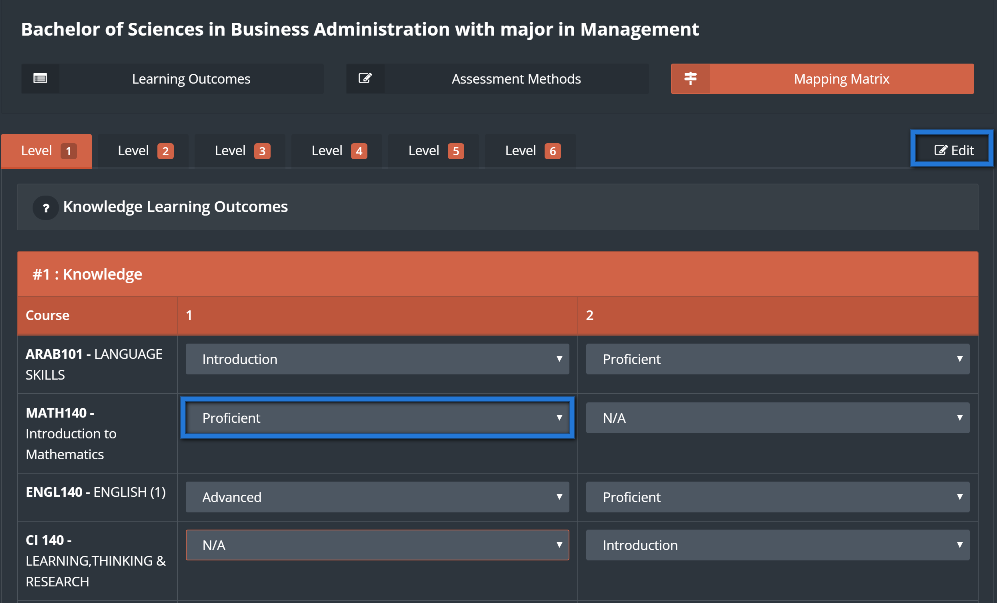 Bachelor of Sciences in Business Administration with major in Management
Learning Outcomes Assessment Methods Mapping Matrix
Level 1 Level 2 Level 3 Level 4 Level 5 Level 6 Edit
? Knowledge Learning Outcomes
#1 : Knowledge
Course 1 2
ARAB101 - LANGUAGE
SKILLS
Introduction Proficient
MATH140 -
Introduction to
Mathematics
Proficient N/A
ENGL140 - ENGLISH (1) Advanced Proficient
CI 140 -
LEARNING,THINKING &
RESEARCH
N/A Introduction